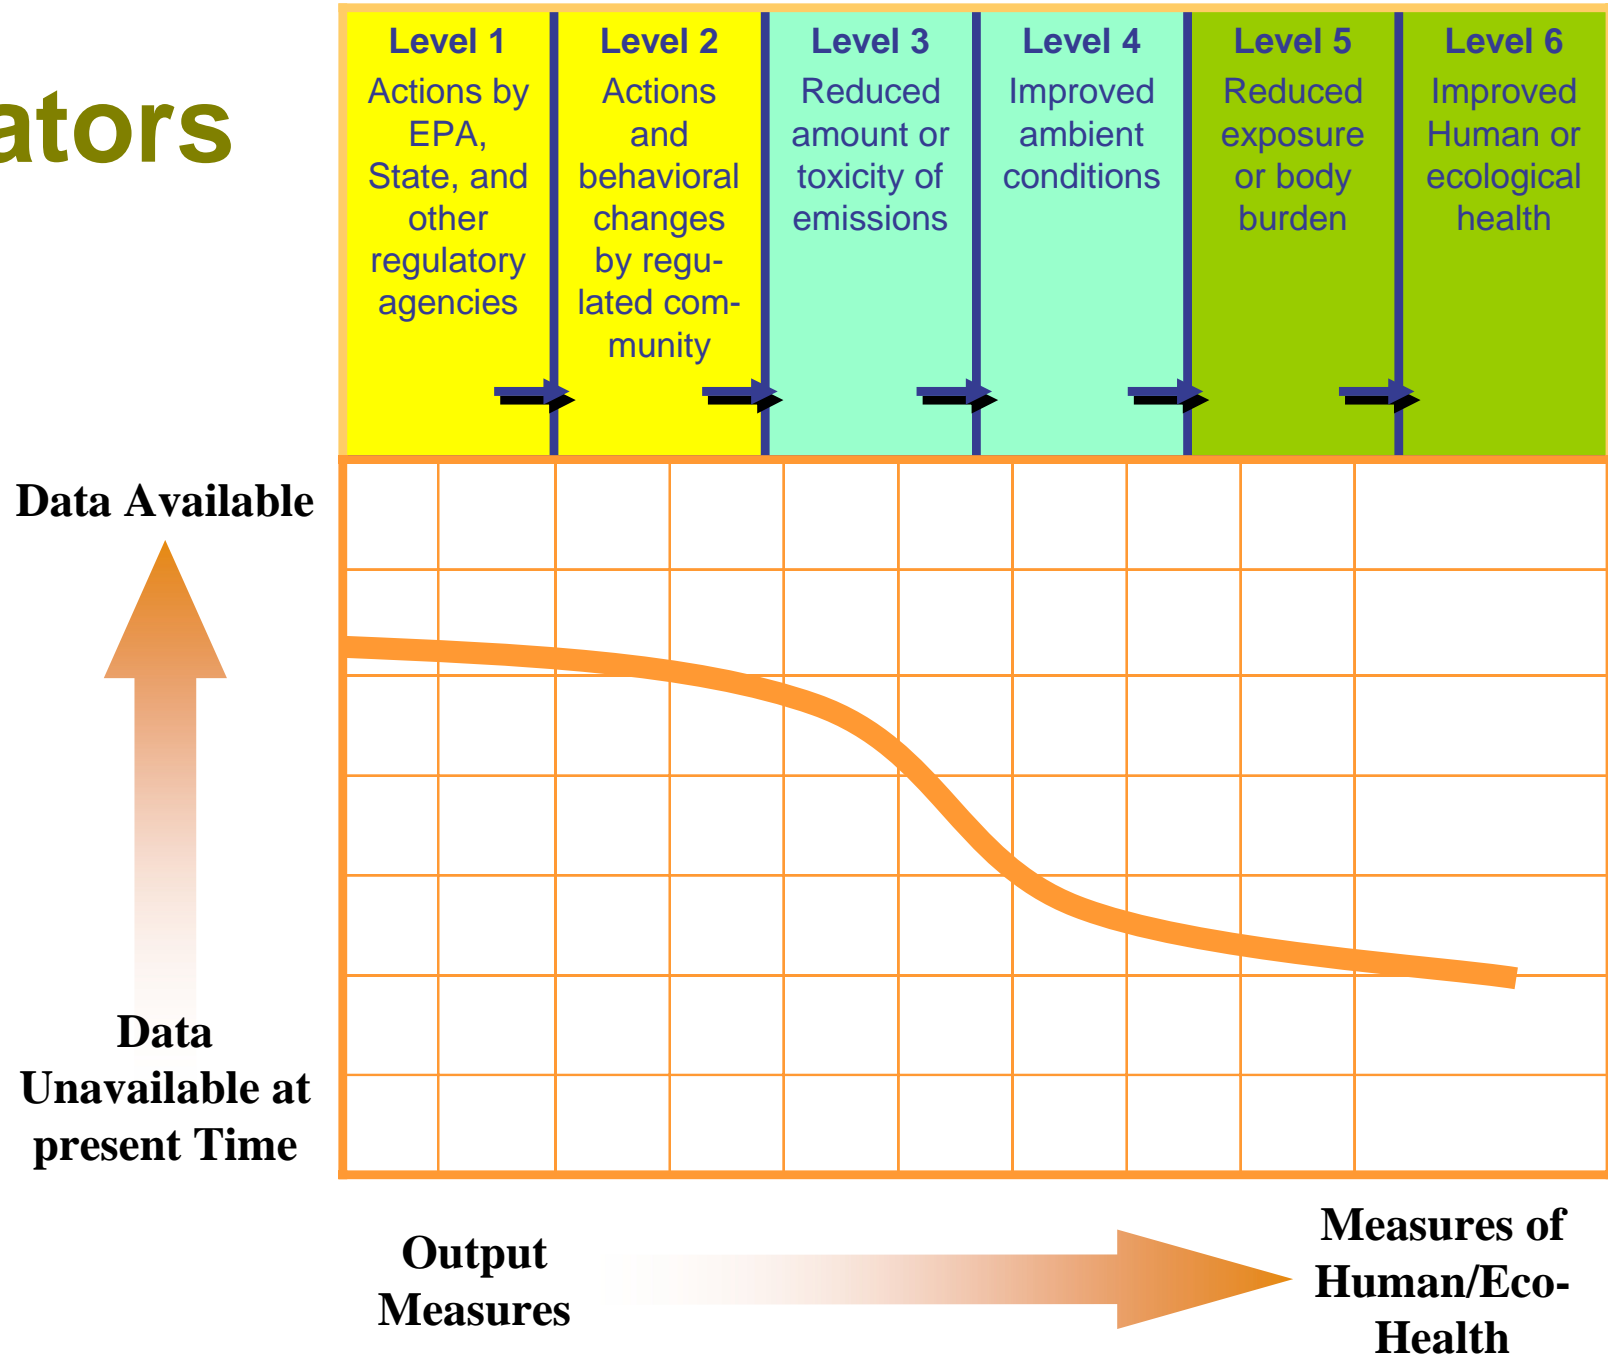 ators
Level 1
Actions by
EPA,
State, and
other
regulatory
agencies
Level 2
Actions
and
behavioral
changes
by regu-
lated com-
munity
Level 3
Reduced
amount or
toxicity of
emissions
Level 4
Improved
ambient
conditions
Level 5
Reduced
exposure
or body
burden
Level 6
Improved
Human or
ecological
health
Data Available
Data
Unavailable at
present Time
Output
Measures
Measures of
Human/Eco-
Health